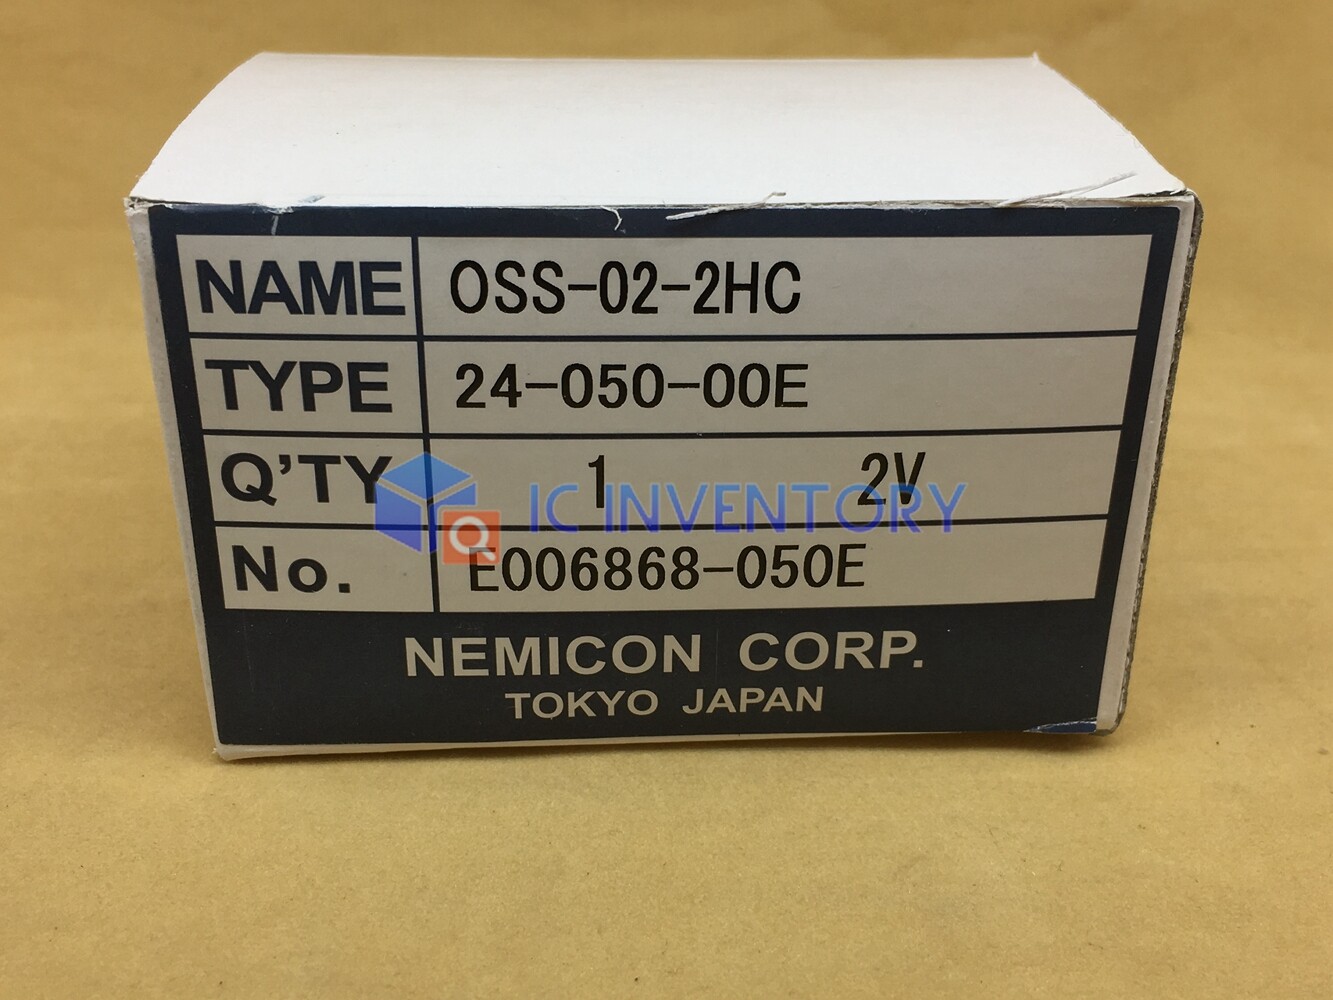 NAME OSS-02-2HC
TYPE 24-050-00E
Q'TY 1 2V
IC INVENTORY
No. E006868-050E
NEMICON CORP.
TOKYO JAPAN